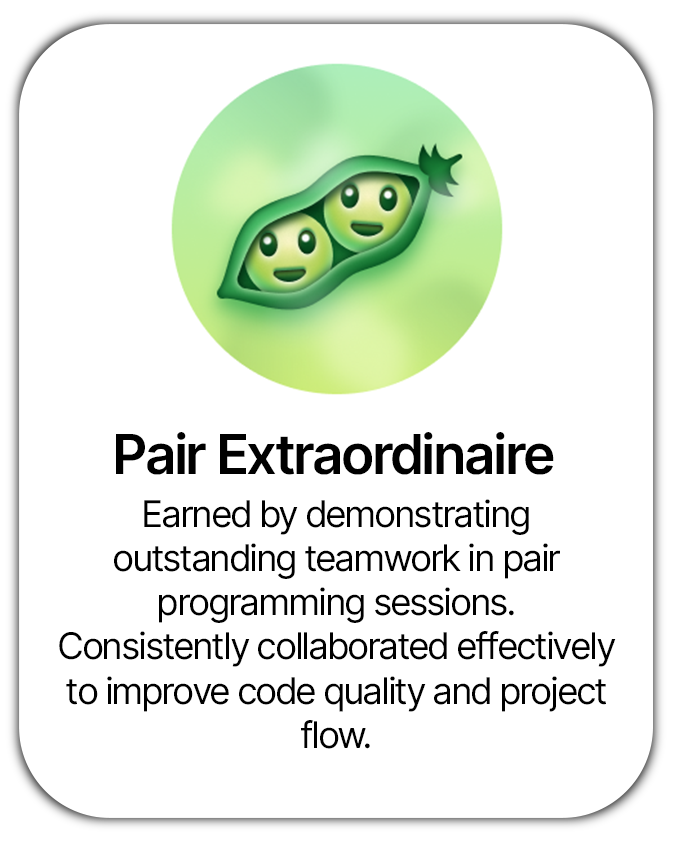 Pair Extraordinaire
Earned by demonstrating
outstanding teamwork in pair
programming sessions.
Consistently collaborated effectively
to improve code quality and project
flow.